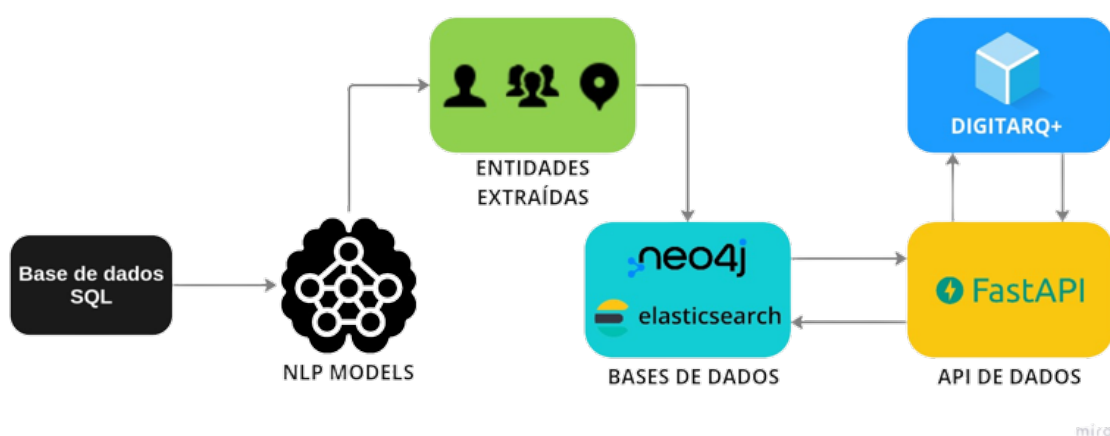 DIGITARQ+
ENTIDADES
EXTRAÍDAS
Base de dados
SQL
NLP MODELS
neo4j
elasticsearch
BASES DE DADOS
FastAPI
API DE DADOS
miro